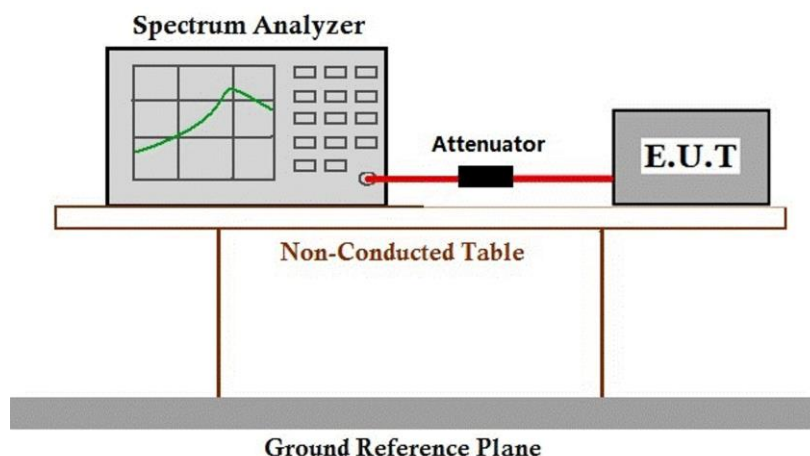 Spectrum Analyzer
Attenuator
E.U.T
Non-Conducted Table
Ground Reference Plane